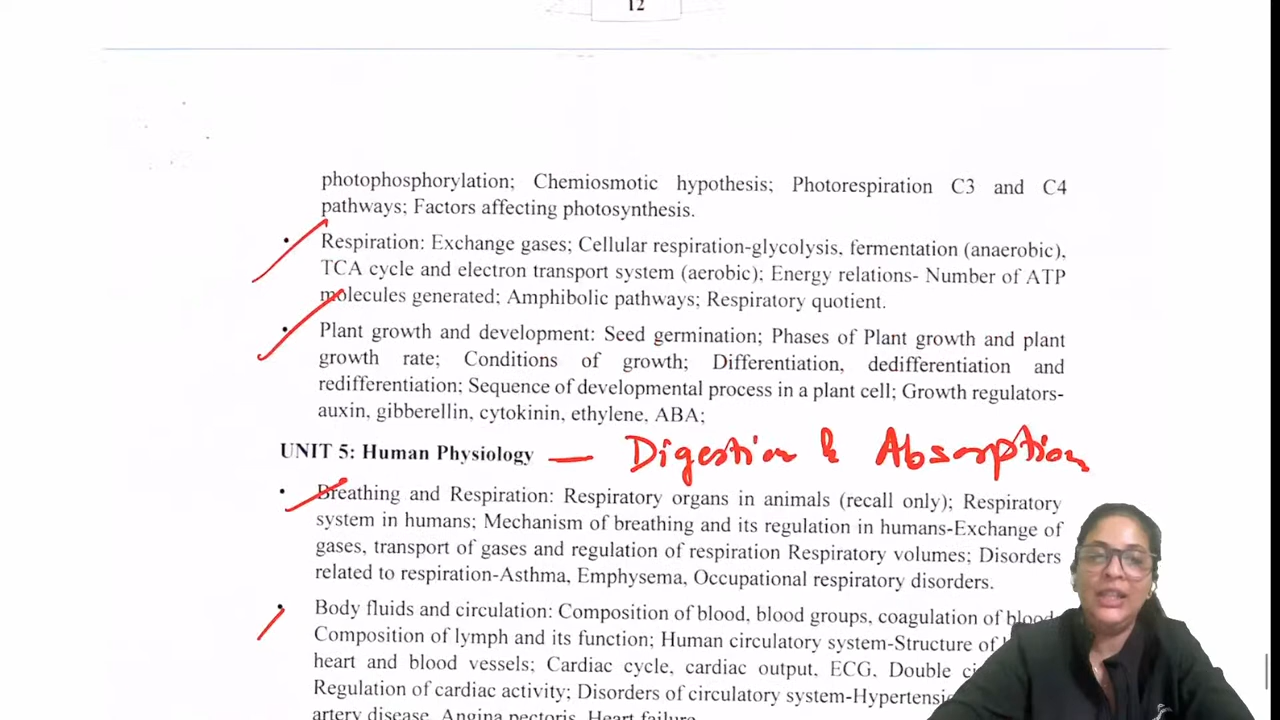 12
photophosphorylation; Chemiosmotic hypothesis; Photorespiration C3 and C4
pathways; Factors affecting photosynthesis.
• Respiration: Exchange gases; Cellular respiration-glycolysis, fermentation (anaerobic),
TCA cycle and electron transport system (aerobic); Energy relations- Number of ATP
molecules generated; Amphibolic pathways; Respiratory quotient.
• Plant growth and development: Seed germination; Phases of Plant growth and plant
growth rate; Conditions of growth; Differentiation, dedifferentiation and
redifferentiation; Sequence of developmental process in a plant cell; Growth regulators-
auxin, gibberellin, cytokinin, ethylene, ABA;
UNIT 5: Human Physiology — Digestion & Absorption
• Breathing and Respiration: Respiratory organs in animals (recall only); Respiratory
system in humans; Mechanism of breathing and its regulation in humans-Exchange of
gases, transport of gases and regulation of respiration Respiratory volumes; Disorders
related to respiration-Asthma, Emphysema, Occupational respiratory disorders.
• Body fluids and circulation: Composition of blood, blood groups, coagulation of blood
Composition of lymph and its function; Human circulatory system-Structure of
heart and blood vessels; Cardiac cycle, cardiac output, ECG, Double
Regulation of cardiac activity; Disorders of circulatory system-
artery disease, Angina pectoris, Heart failure